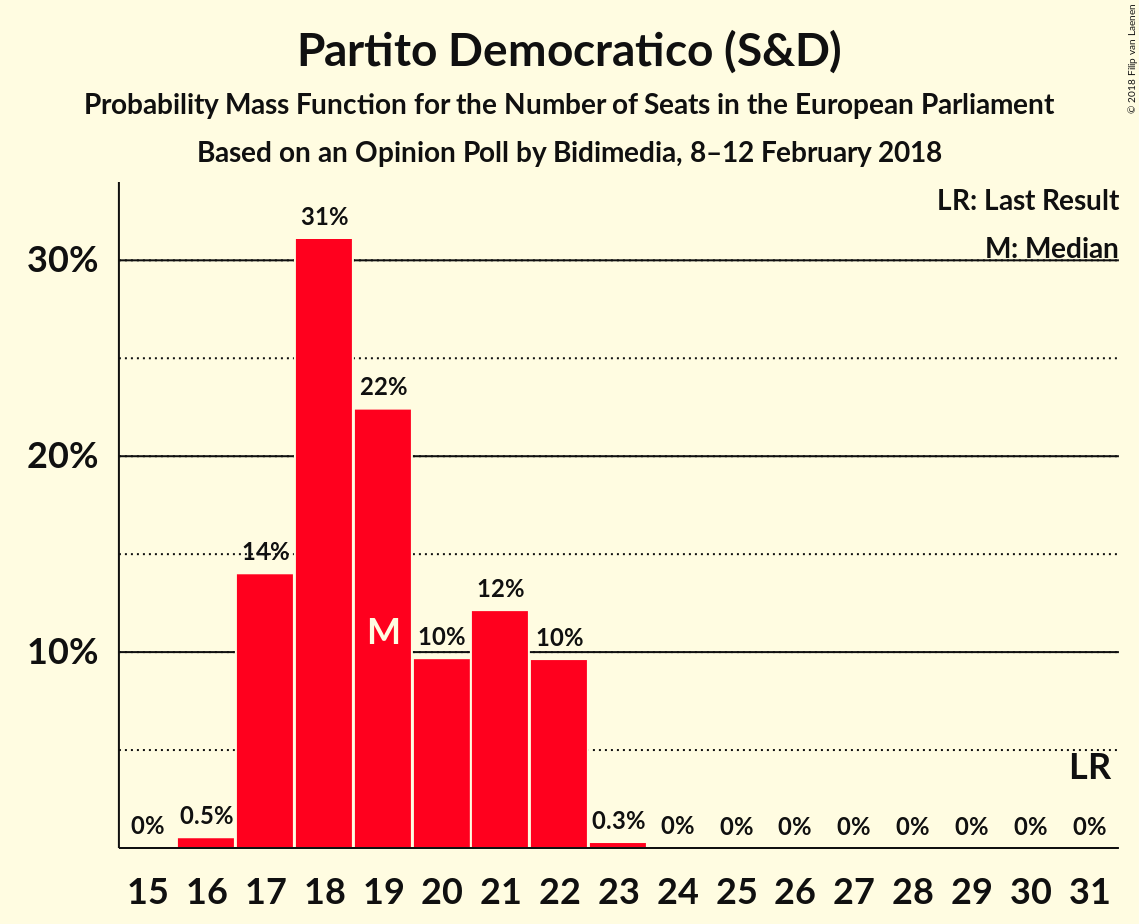 Partito Democratico (S&D)
Probability Mass Function for the Number of Seats in the European Parliament
Based on an Opinion Poll by Bidimedia, 8–12 February 2018
© 2018 Filip van Laenen
LR: Last Result
M: Median
30%
20%
10%
0%
0.5%
14%
31%
22%
M
10%
12%
10%
0.3%
0%
0%
0%
0%
0%
0%
0%
0%
LR
15 16 17 18 19 20 21 22 23 24 25 26 27 28 29 30 31